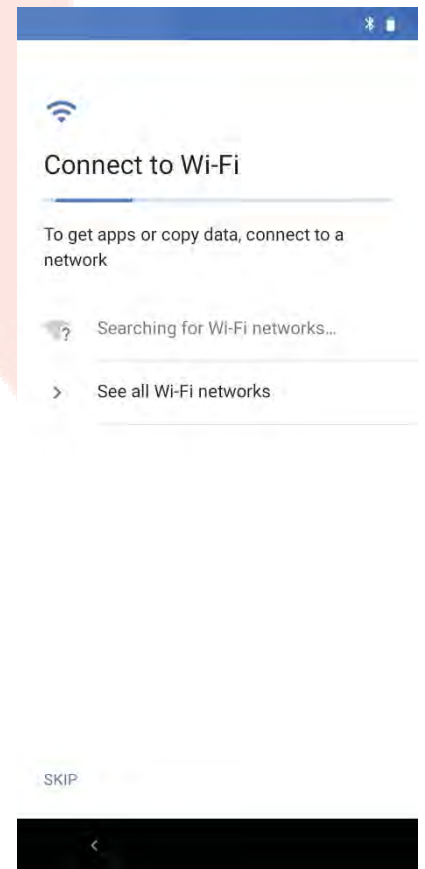 Connect to Wi-Fi
To get apps or copy data, connect to a
network
Searching for Wi-Fi networks...
See all Wi-Fi networks
SKIP